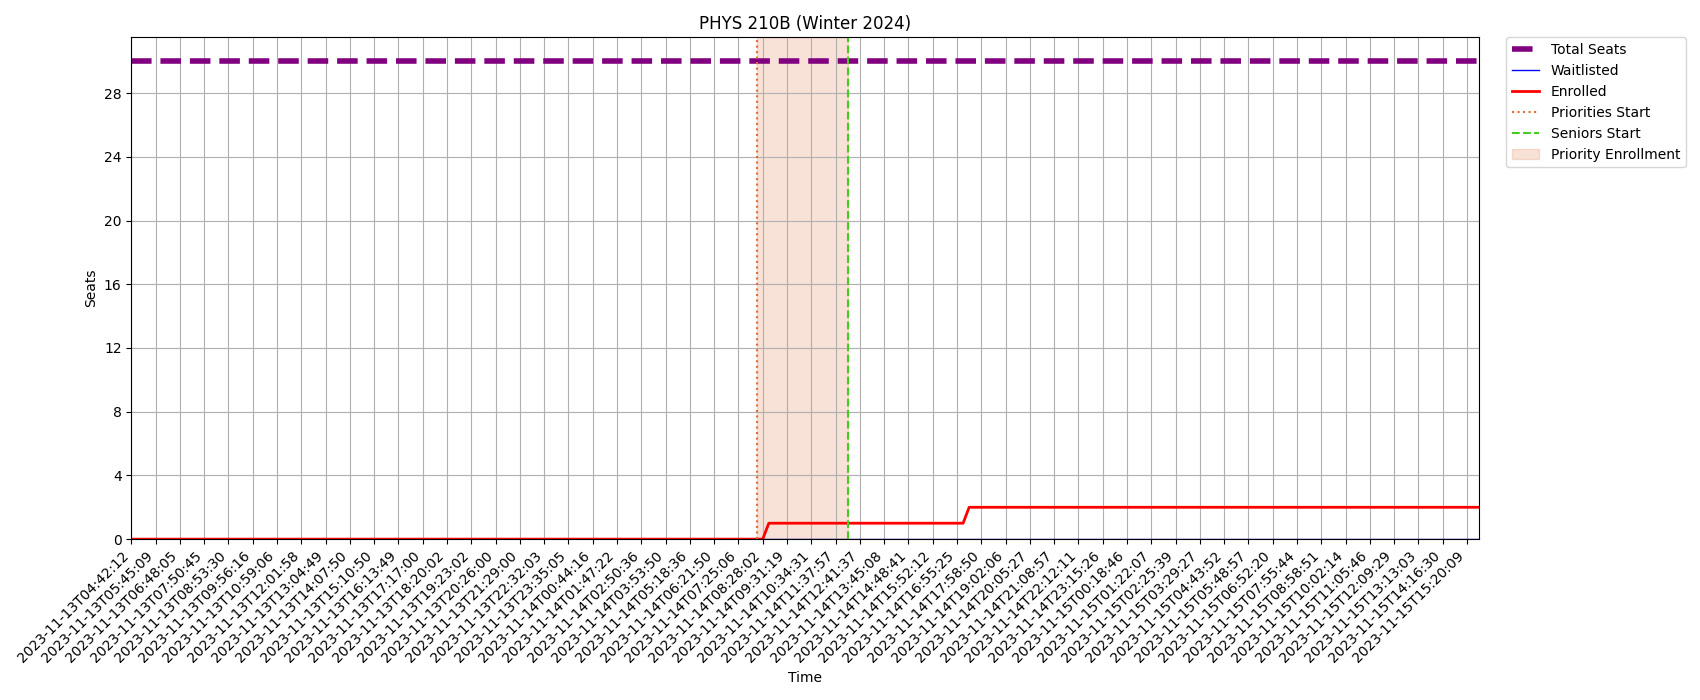 PHYS 210B (Winter 2024)
Total Seats
Waitlisted
Enrolled
Priorities Start
Seniors Start
Priority Enrollment
Seats
28
24
20
16
12
8
4
0
2023-11-13T04:42:12
2023-11-13T05:45:09
2023-11-13T06:48:05
2023-11-13T07:50:45
2023-11-13T08:53:30
2023-11-13T09:56:16
2023-11-13T10:59:06
2023-11-13T12:01:58
2023-11-13T13:04:49
2023-11-13T14:07:50
2023-11-13T15:10:50
2023-11-13T16:13:49
2023-11-13T17:17:00
2023-11-13T18:20:02
2023-11-13T19:23:02
2023-11-13T20:26:00
2023-11-13T21:29:00
2023-11-13T22:32:03
2023-11-13T23:35:05
2023-11-14T00:44:16
2023-11-14T01:47:22
2023-11-14T02:50:36
2023-11-14T03:53:50
2023-11-14T05:18:36
2023-11-14T06:21:50
2023-11-14T07:25:06
2023-11-14T08:28:02
2023-11-14T09:31:19
2023-11-14T10:34:31
2023-11-14T11:37:57
2023-11-14T12:41:37
2023-11-14T13:45:08
2023-11-14T14:48:41
2023-11-14T15:52:12
2023-11-14T16:55:25
2023-11-14T17:58:50
2023-11-14T19:02:06
2023-11-14T20:05:27
2023-11-14T21:08:57
2023-11-14T22:12:11
2023-11-14T23:15:26
2023-11-15T00:18:46
2023-11-15T01:22:07
2023-11-15T02:25:39
2023-11-15T03:29:27
2023-11-15T04:43:52
2023-11-15T05:48:57
2023-11-15T06:52:20
2023-11-15T07:55:44
2023-11-15T08:58:51
2023-11-15T10:02:14
2023-11-15T11:05:46
2023-11-15T12:09:29
2023-11-15T13:13:03
2023-11-15T14:16:30
2023-11-15T15:20:09
Time